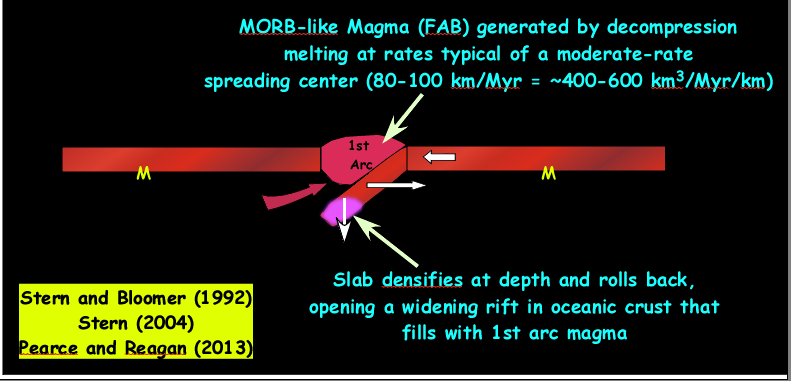 MORB-like Magma (FAB) generated by decompression
melting at rates typical of a moderate-rate
spreading center (80-100 km/Myr = ~400-600 km³/Myr/km)
1st
Arc
M
M
Slab densifies at depth and rolls back,
opening a widening rift in oceanic crust that
fills with 1st arc magma
Stern and Bloomer (1992)
Stern (2004)
Pearce and Reagan (2013)